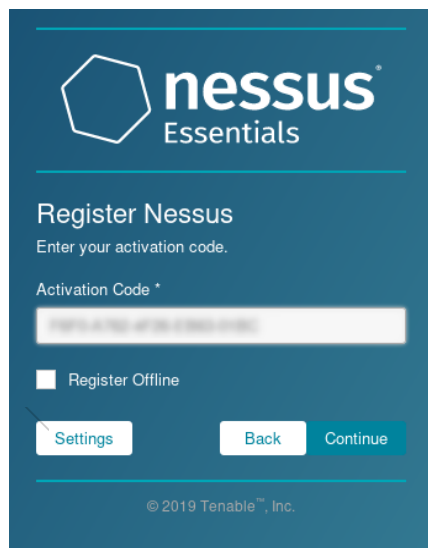 nessus®
Essentials
Register Nessus
Enter your activation code.
Activation Code *
Register Offline
Settings
Back
Continue
© 2019 Tenable™, Inc.